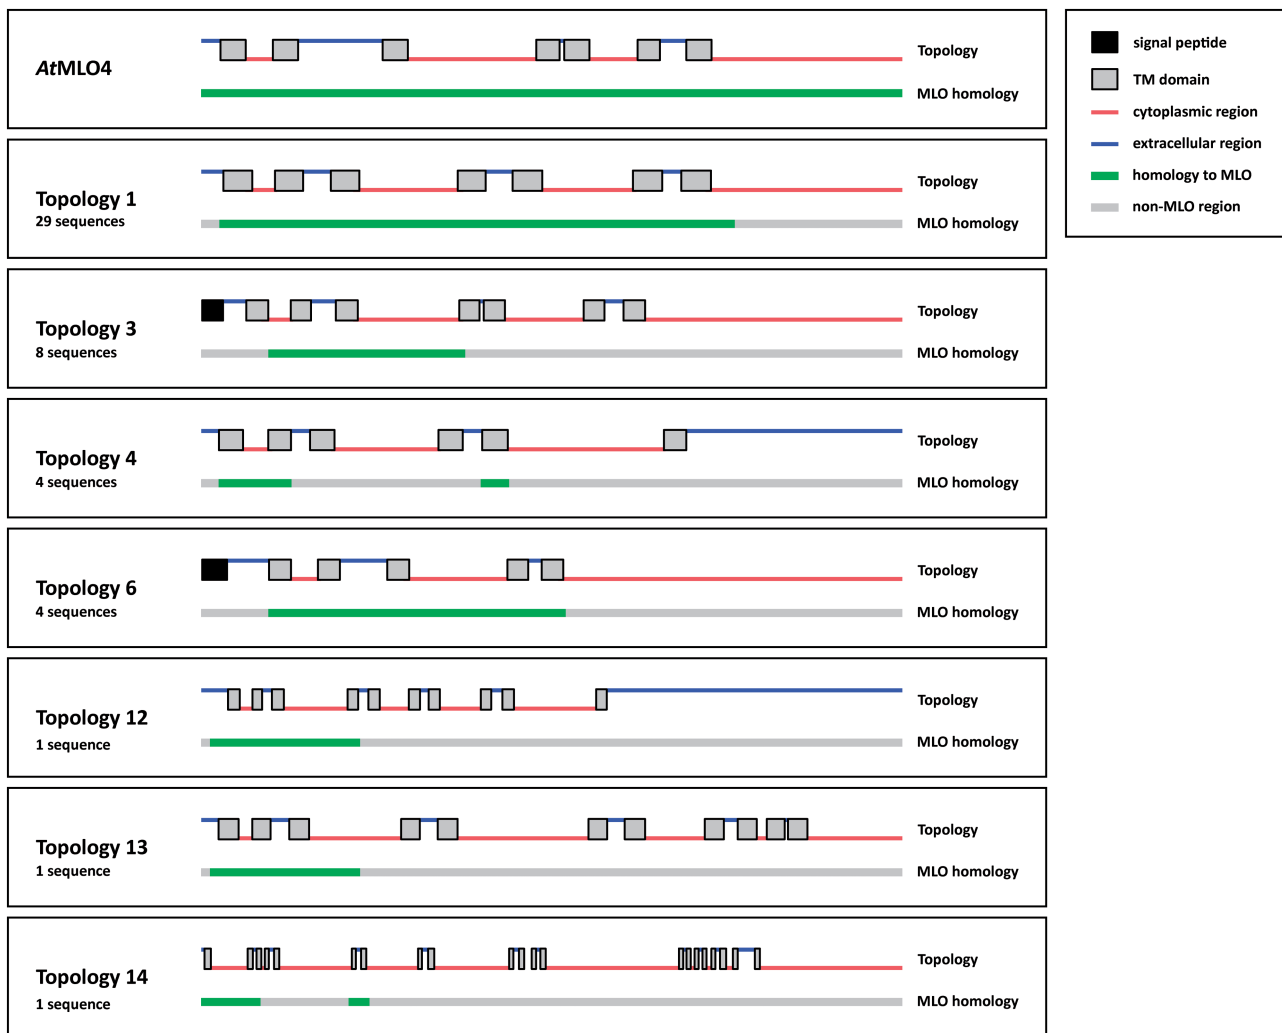 AtMLO4
Topology
MLO homology
Topology 1
29 sequences
Topology
MLO homology
Topology 3
8 sequences
Topology
MLO homology
Topology 4
4 sequences
Topology
MLO homology
Topology 6
4 sequences
Topology
MLO homology
Topology 12
1 sequence
Topology
MLO homology
Topology 13
1 sequence
Topology
MLO homology
Topology 14
1 sequence
Topology
MLO homology
signal peptide
TM domain
cytoplasmic region
extracellular region
homology to MLO
non-MLO region